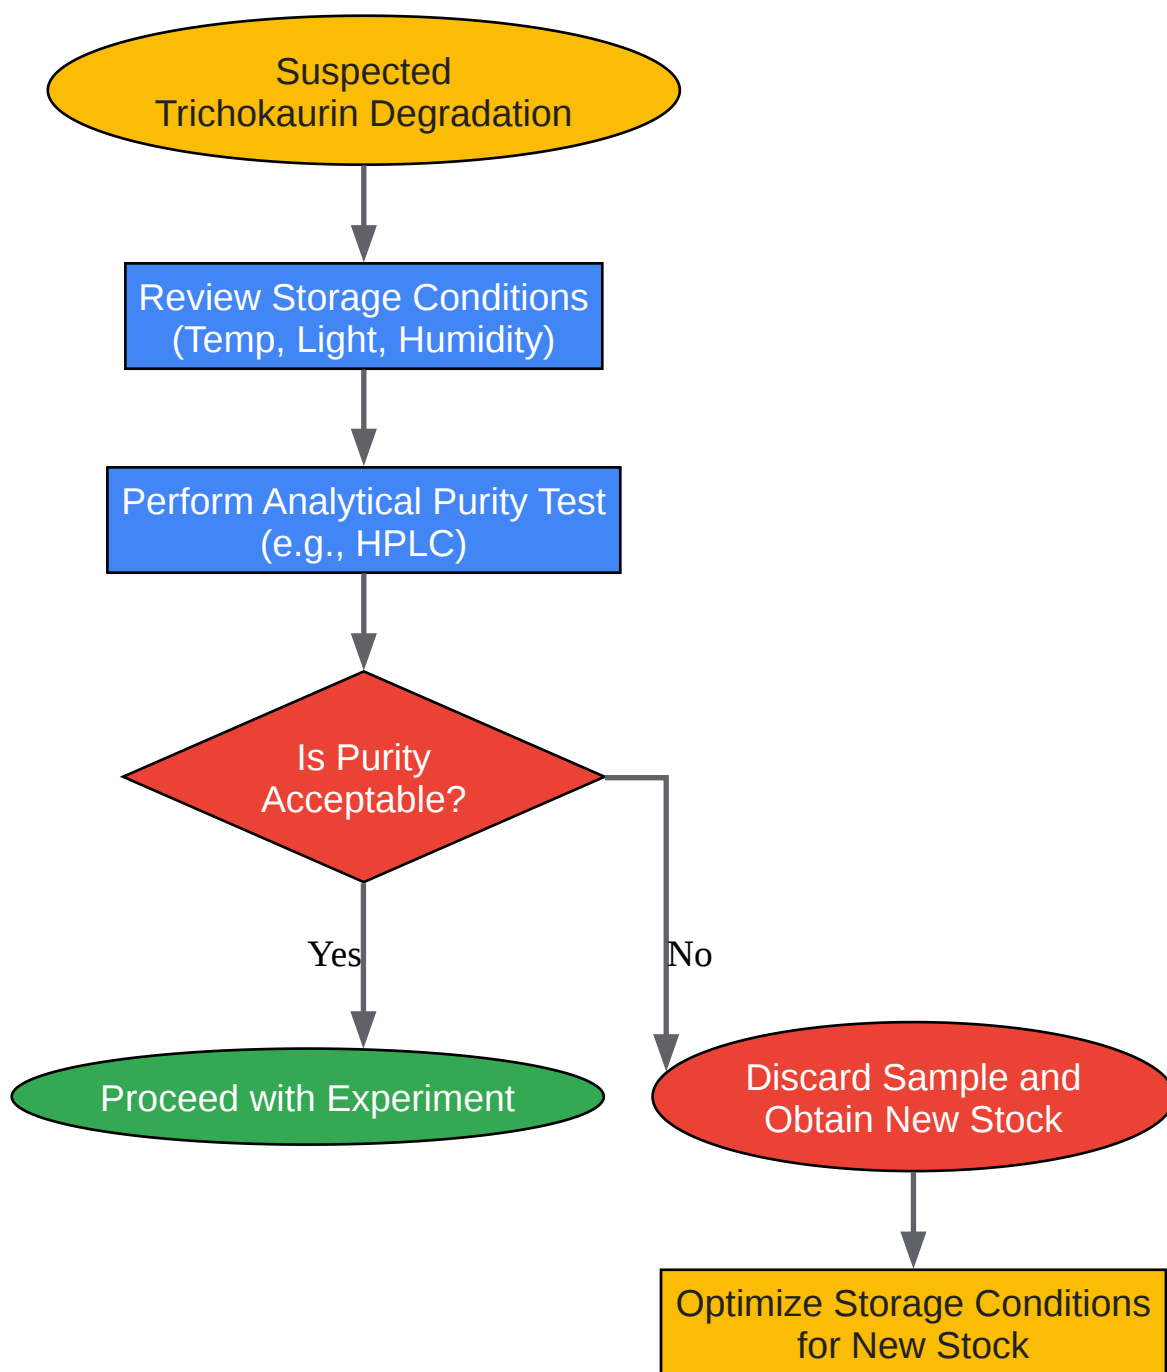 Suspected
Trichokaurin Degradation
Review Storage Conditions
(Temp, Light, Humidity)
Perform Analytical Purity Test
(e.g., HPLC)
Is Purity
Acceptable?
Yes
No
Proceed with Experiment
Discard Sample and
Obtain New Stock
Optimize Storage Conditions
for New Stock